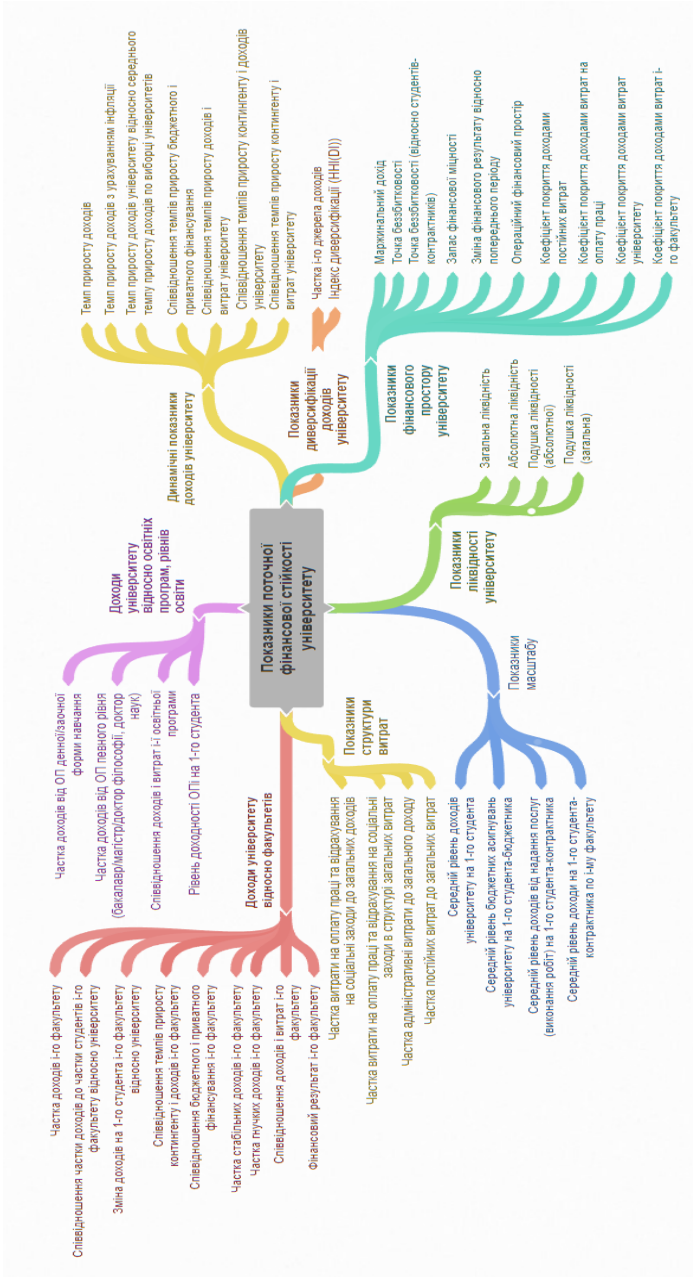 Показники поточної
фінансової стійкості
університету
Динамічні показники
доходів університету
Темп приросту доходів
Темп приросту доходів з урахуванням інфляції
Темп приросту доходів університету відносно середнього
темпу приросту доходів по виборці університетів
Співвідношення темпів приросту бюджетного і
приватного фінансування
Співвідношення темпів приросту доходів і
витрат університету
Співвідношення темпів приросту контингенту і доходів
університету
Співвідношення темпів приросту контингенту і
витрат університету
Показники
диверсифікації
доходів
університету
Частка і-го джерела доходів
Індекс диверсифікації (HHI(DI))
Показники
фінансового
простору
університету
Маржинальний дохід
Точка беззбитковості
Точка беззбитковості (відносно студентів-
контрактників)
Запас фінансової міцності
Зміна фінансового результату відносно
попереднього періоду
Операційний фінансовий простір
Коефіцієнт покриття доходами
постійних витрат
Коефіцієнт покриття доходами витрат на
оплату праці
Коефіцієнт покриття доходами витрат
університету
Коефіцієнт покриття доходами витрат і-
го факультету
Показники
ліквідності
університету
Загальна ліквідність
Абсолютна ліквідність
Подушка ліквідності
(абсолютної)
Подушка ліквідності
(загальна)
Доходи
університету
відносно освітніх
програм, рівнів
освіти
Частка доходів від ОП денної/заочної
форми навчання
Частка доходів від ОП певного рівня
(бакалавр/магістр/доктор філософії, доктор
наук)
Співвідношення доходів і витрат і-ї освітньої
програми
Рівень доходності ОПі на 1-го студента
Доходи університету
відносно факультетів
Частка доходів і-го факультету
Співвідношення частки доходів до частки студентів і-го
факультету відносно університету
Зміна доходів на 1-го студента і-го факультету
відносно університету
Співвідношення темпів приросту
контингенту і доходів і-го факультету
Співвідношення бюджетного і приватного
фінансування і-го факультету
Частка стабільних доходів і-го факультету
Частка гнучких доходів і-го факультету
Співвідношення доходів і витрат і-го
факультету
Фінансовий результат і-го факультету
Показники
структури
витрат
Частка витрати на оплату праці та відрахування
на соціальні заходи до загальних доходів
Частка витрати на оплату праці та відрахування на соціальні
заходи в структурі загальних витрат
Частка адміністративні витрати до загального доходу
Частка постійних витрат до загальних витрат
Показники
масштабу
Середній рівень доходів
університету на 1-го студента
Середній рівень бюджетних асигнувань
університету на 1-го студента-бюджетника
Середній рівень доходів від надання послуг
(виконання робіт) на 1-го студента-контрактника
Середній рівень доходи на 1-го студента-
контрактника по і-му факультету